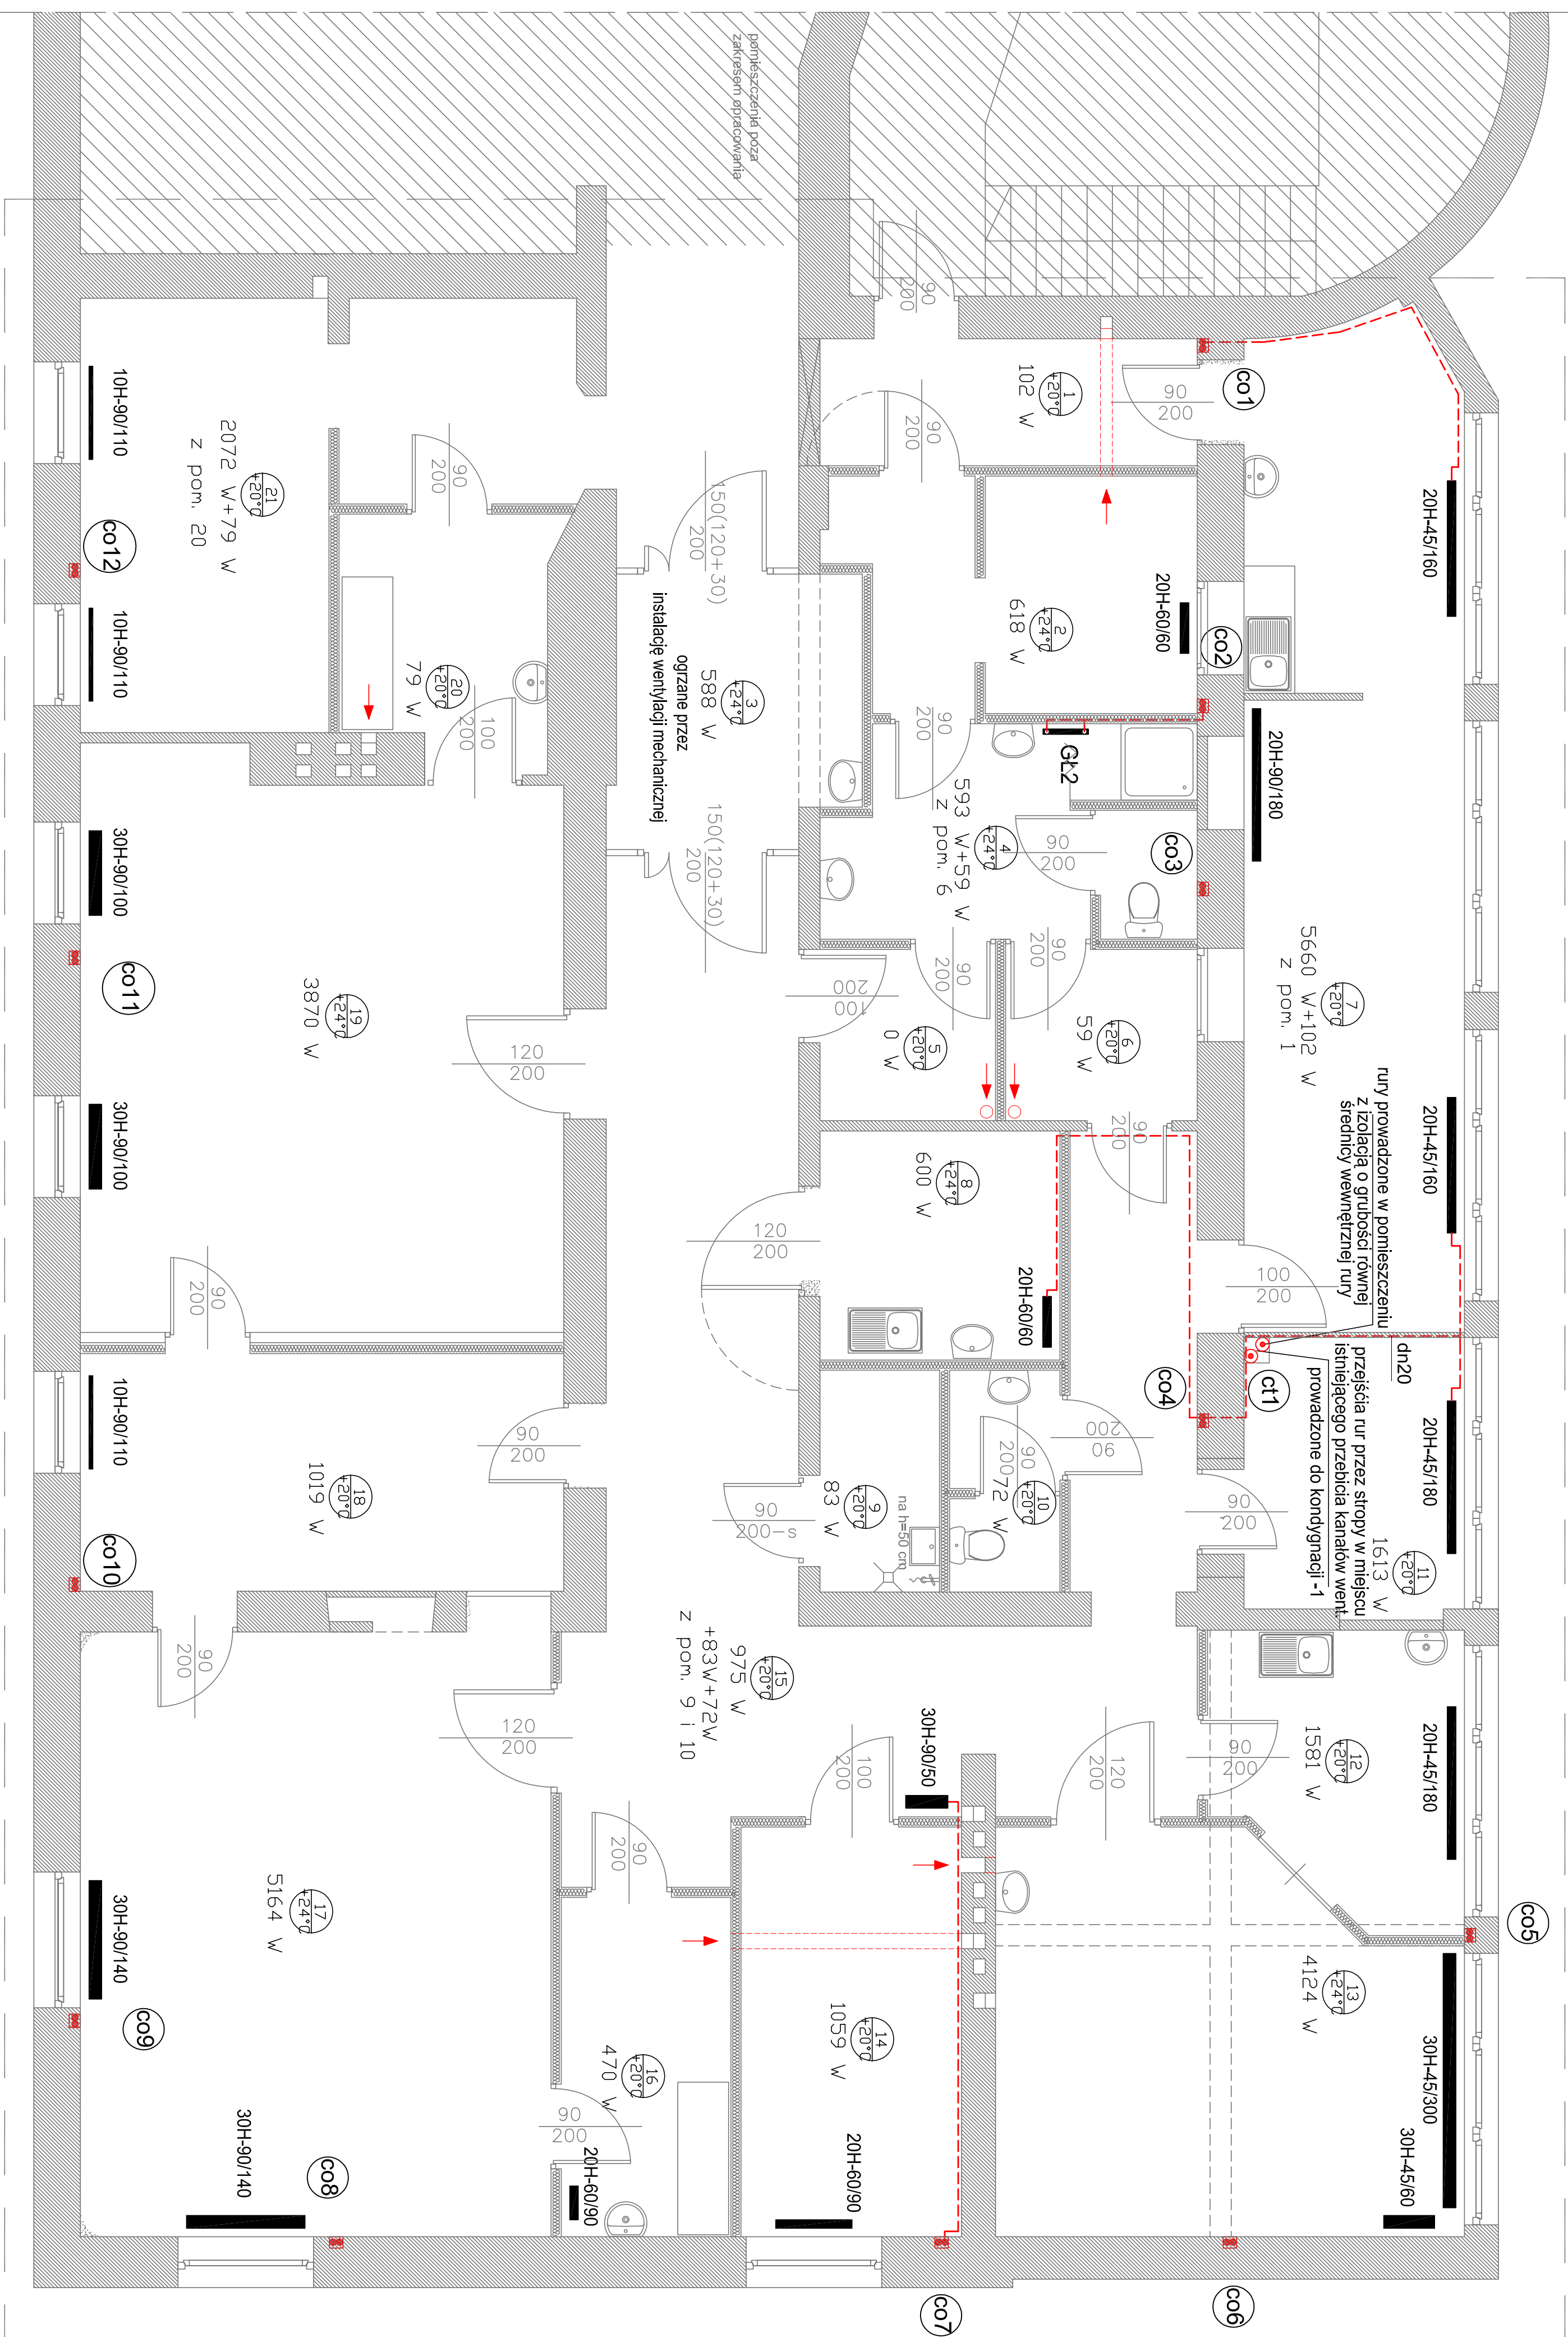 pomieszczenia poza
zakresem opracowania
co1
20H-45/160
90
200
1
+20°C
102 W
90
200
90
200
2
+24°C
618 W
20H-60/60
co2
20H-90/180
7
+20°C
5660 W+102 W
z pom. 1
20H-45/160
rury prowadzone w pomieszczeniu
z izolacją o grubości równej
średnicy wewnętrznej rury
dn20
przejścia rur przez stropy w miejscu
istniejącego przebicia kanałów went.
prowadzone do kondygnacji -1
ct1
20H-45/180
11
+20°C
1613 W
100
200
90
200
co3
GŁ2
4
+24°C
593 W+59 W
z pom. 6
90
200
90
200
90
200
90
200
6
+20°C
59 W
5
+20°C
0 W
100
200
90
200
8
+24°C
600 W
20H-60/60
120
200
co4
90
200
90
200
10
+20°C
72 W
9
+20°C
83 W
na h=50 cm
90
200-s
3
+24°C
588 W
ogrzane przez
instalację wentylacji mechanicznej
150(120+30)
200
150(120+30)
200
12
+20°C
1581 W
20H-45/180
90
200
120
200
co5
13
+24°C
4124 W
30H-45/300
30H-45/60
co6
co7
30H-90/50
100
200
14
+20°C
1059 W
20H-60/90
15
+20°C
975 W
+83W+72W
z pom. 9 i 10
16
+20°C
470 W
20H-60/90
90
200
90
200
co8
30H-90/140
17
+24°C
5164 W
120
200
30H-90/140
co9
90
200
18
+20°C
1019 W
90
200
10H-90/110
co10
90
200
19
+24°C
3870 W
120
200
30H-90/100
30H-90/100
co11
20
+20°C
79 W
100
200
90
200
21
+20°C
2072 W+79 W
z pom. 20
10H-90/110
10H-90/110
co12